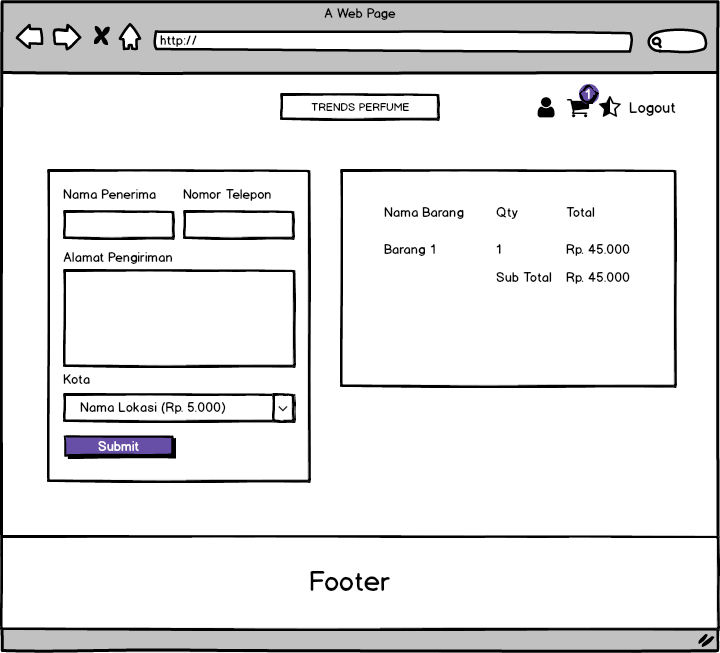 A Web Page
http://
TRENDS PERFUME
1
Logout
Nama Penerima Nomor Telepon
Alamat Pengiriman
Kota
Nama Lokasi (Rp. 5.000)
Submit
Nama Barang Qty Total
Barang 1 1 Rp. 45.000
Sub Total Rp. 45.000
Footer